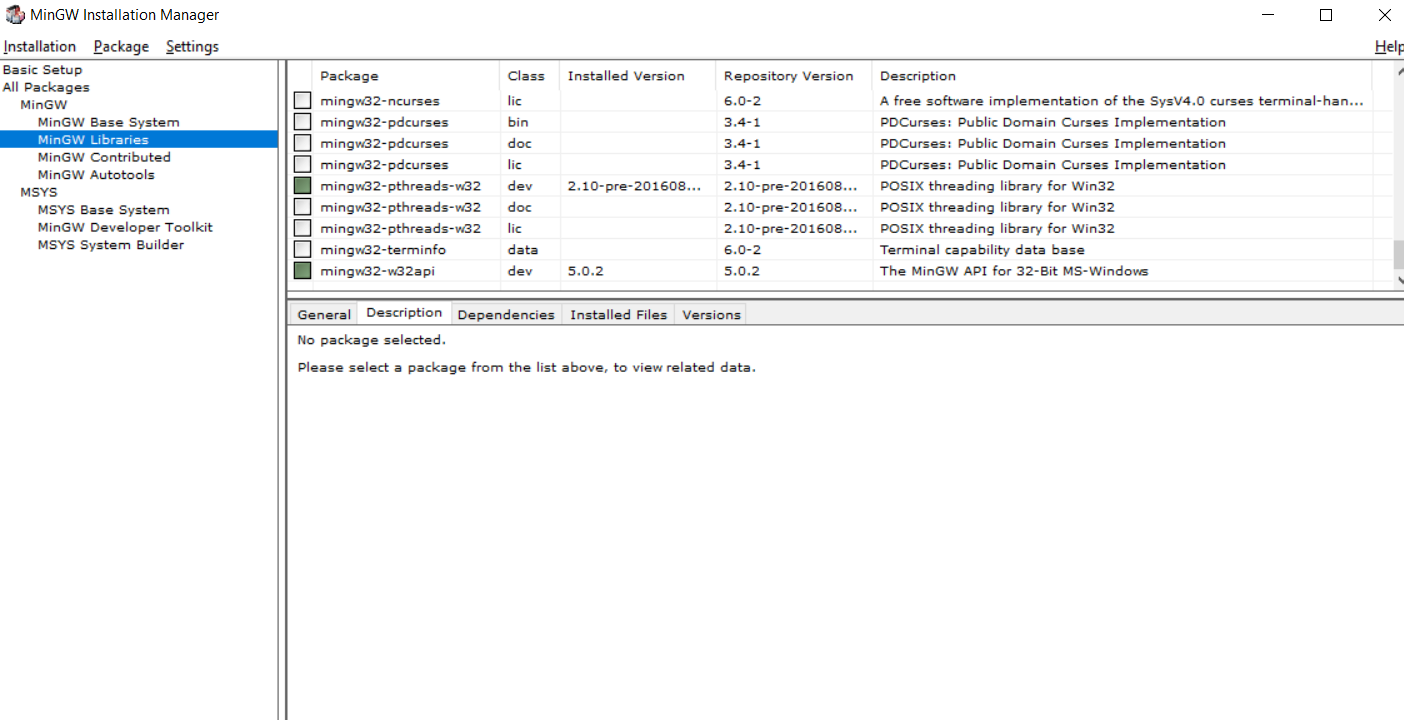 MinGW Installation Manager
Installation Package Settings Help
Basic Setup
All Packages
MinGW
MinGW Base System
MinGW Libraries
MinGW Contributed
MinGW Autotools
MSYS
MSYS Base System
MinGW Developer Toolkit
MSYS System Builder
Package Class Installed Version Repository Version Description
mingw32-ncurses lic 6.0-2 A free software implementation of the SysV4.0 curses terminal-han...
mingw32-pdcurses bin 3.4-1 PDCurses: Public Domain Curses Implementation
mingw32-pdcurses doc 3.4-1 PDCurses: Public Domain Curses Implementation
mingw32-pdcurses lic 3.4-1 PDCurses: Public Domain Curses Implementation
mingw32-pthreads-w32 dev 2.10-pre-201608... 2.10-pre-201608... POSIX threading library for Win32
mingw32-pthreads-w32 doc 2.10-pre-201608... POSIX threading library for Win32
mingw32-pthreads-w32 lic 2.10-pre-201608... POSIX threading library for Win32
mingw32-terminfo data 6.0-2 Terminal capability data base
mingw32-w32api dev 5.0.2 5.0.2 The MinGW API for 32-Bit MS-Windows
General Description Dependencies Installed Files Versions
No package selected.
Please select a package from the list above, to view related data.